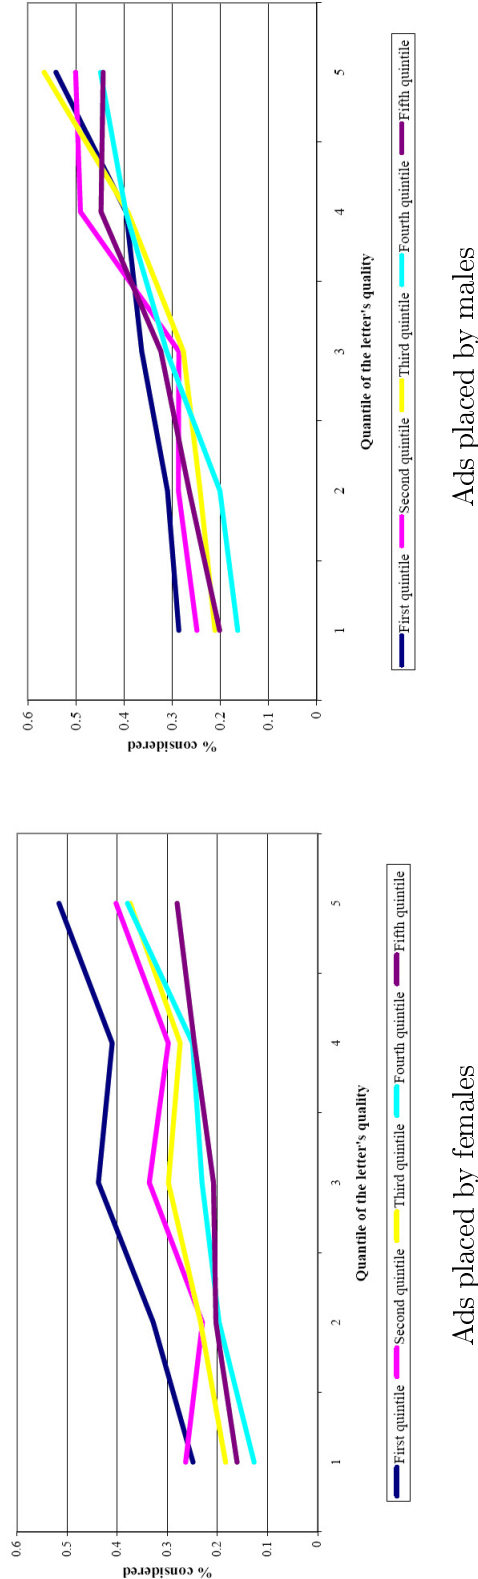 0.6
0.5
0.4
0.3
0.2
0.1
0
% considered
1 2 3 4 5
Quantile of the letter's quality
First quintile Second quintile Third quintile Fourth quintile Fifth quintile
Ads placed by females
0.6
0.5
0.4
0.3
0.2
0.1
0
% considered
1 2 3 4 5
Quantile of the letter's quality
First quintile Second quintile Third quintile Fourth quintile Fifth quintile
Ads placed by males